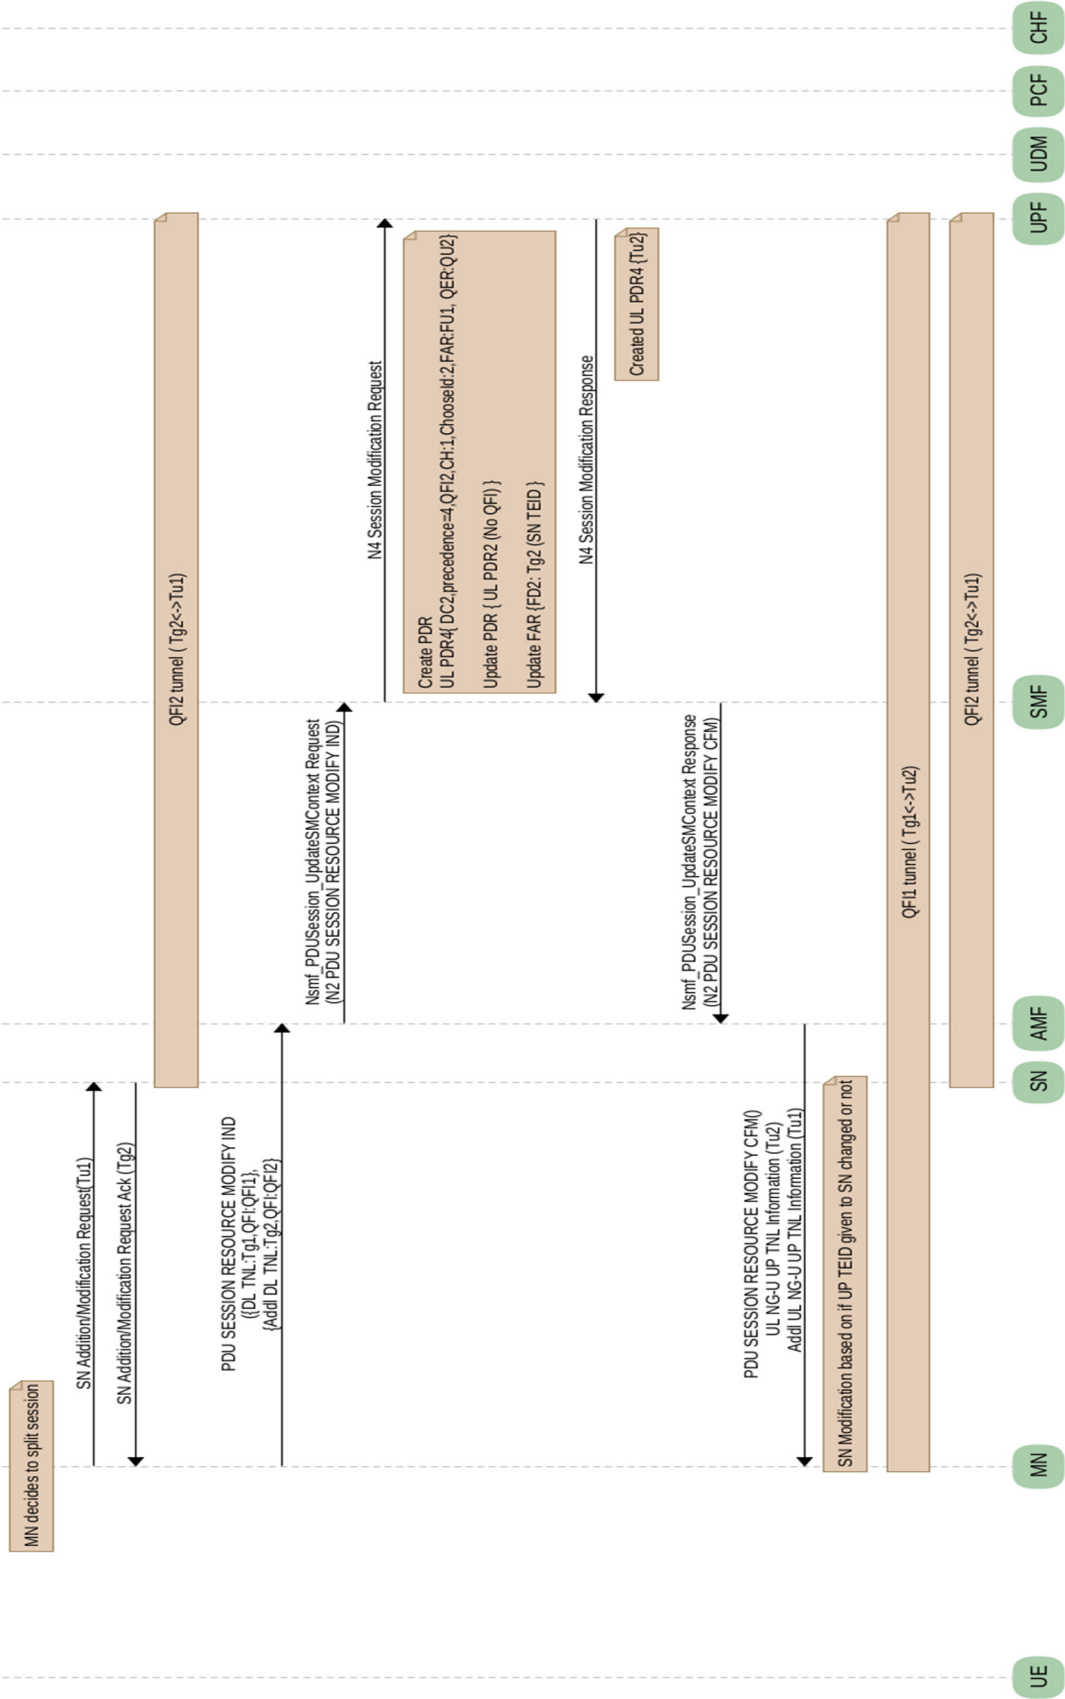 MN decides to split session
SN Addition/Modification Request(Tu1)
SN Addition/Modification Request Ack (Tg2)
QFI2 tunnel ( Tg2<->Tu1)
PDU SESSION RESOURCE MODIFY IND
({DL TNL:Tg1,QFI:QFI1},
{Addl DL TNL:Tg2,QFI:QFI2}
Nsmf_PDUSession_UpdateSMContext Request
(N2 PDU SESSION RESOURCE MODIFY IND)
N4 Session Modification Request
Create PDR
UL PDR4{ DC2,precedence=4,QFI2,CH:1,ChooseId:2,FAR:FU1, QER:QU2}
Update PDR { UL PDR2 (No QFI) }
Update FAR {FD2: Tg2 (SN TEID }
N4 Session Modification Response
Created UL PDR4 {Tu2}
Nsmf_PDUSession_UpdateSMContext Response
(N2 PDU SESSION RESOURCE MODIFY CFM)
PDU SESSION RESOURCE MODIFY CFM()
UL NG-U UP TNL Information (Tu2)
Addl UL NG-U UP TNL Information (Tu1)
SN Modification based on if UP TEID given to SN changed or not
QFI1 tunnel ( Tg1<->Tu2)
QFI2 tunnel ( Tg2<->Tu1)
UE
MN
SN
AMF
SMF
UPF
UDM
PCF
CHF